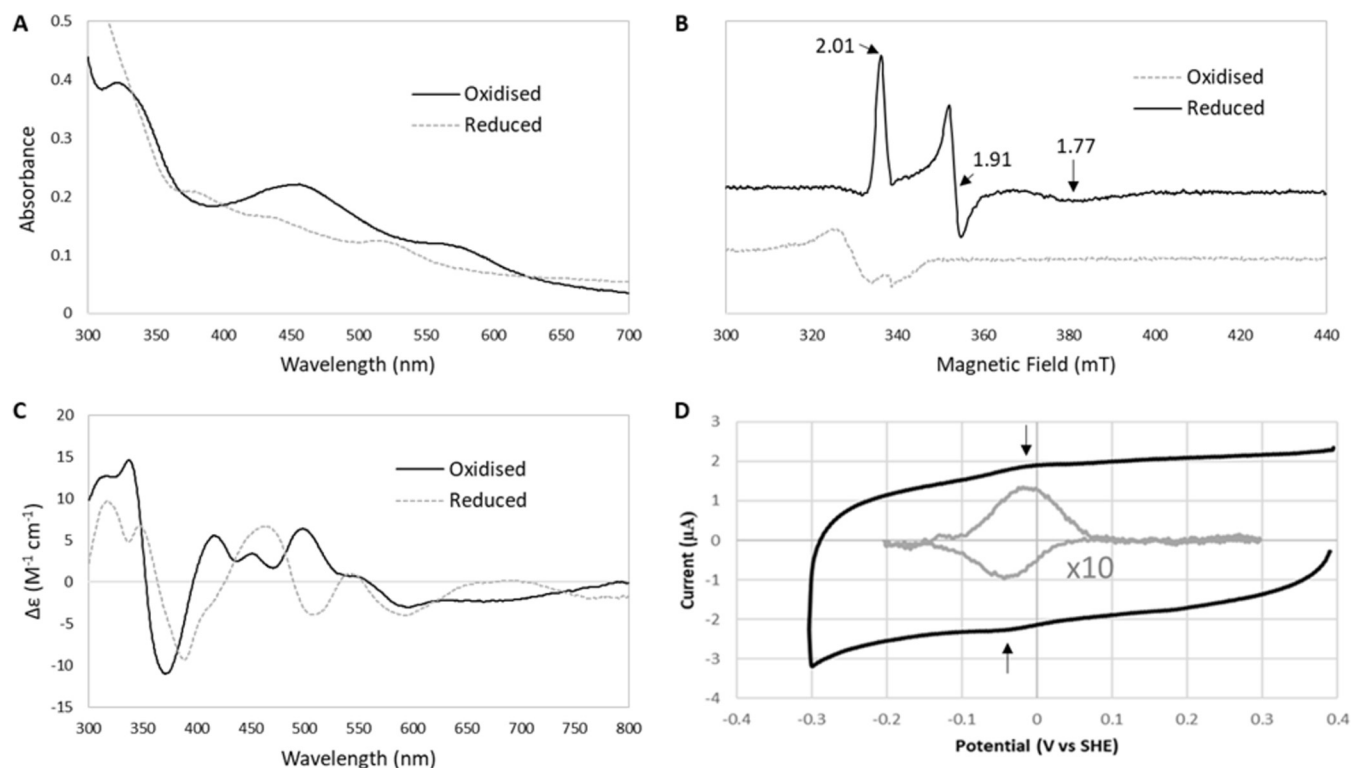 A
0.5
0.4
0.3
0.2
0.1
0
Absorbance
Oxidised
Reduced
300 350 400 450 500 550 600 650 700
Wavelength (nm)
B
2.01
1.91
1.77
Oxidised
Reduced
300 320 340 360 380 400 420 440
Magnetic Field (mT)
C
20
15
10
5
0
-5
-10
-15
Δε (M⁻¹ cm⁻¹)
Oxidised
Reduced
300 350 400 450 500 550 600 650 700 750 800
Wavelength (nm)
D
3
2
1
0
-1
-2
-3
-4
Current (μA)
x10
-0.4 -0.3 -0.2 -0.1 0 0.1 0.2 0.3 0.4
Potential (V vs SHE)